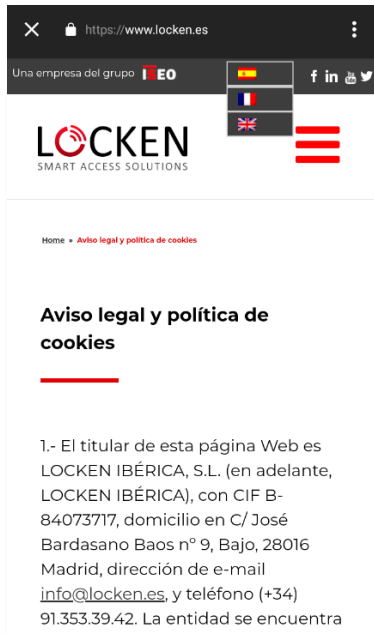 https://www.locken.es
Una empresa del grupo ISEO
LOCKEN
SMART ACCESS SOLUTIONS
Home » Aviso legal y política de cookies
Aviso legal y política de
cookies
1.- El titular de esta página Web es
LOCKEN IBÉRICA, S.L. (en adelante,
LOCKEN IBÉRICA), con CIF B-
84073717, domicilio en C/ José
Bardasano Baos nº 9, Bajo, 28016
Madrid, dirección de e-mail
info@locken.es, y teléfono (+34)
91.353.39.42. La entidad se encuentra